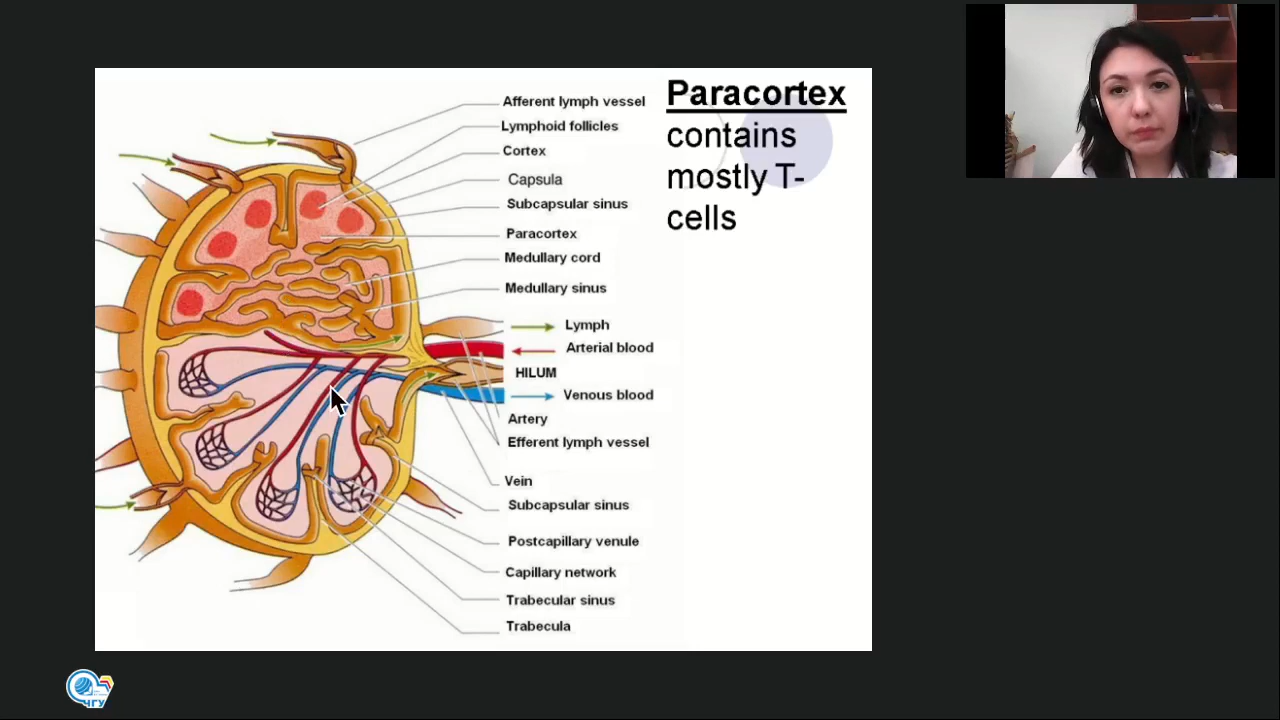 Afferent lymph vessel
Lymphoid follicles
Cortex
Capsula
Subcapsular sinus
Paracortex
Medullary cord
Medullary sinus
Lymph
Arterial blood
HILUM
Venous blood
Artery
Efferent lymph vessel
Vein
Subcapsular sinus
Postcapillary venule
Capillary network
Trabecular sinus
Trabecula
Paracortex
contains
mostly T-
cells
ЧГУ